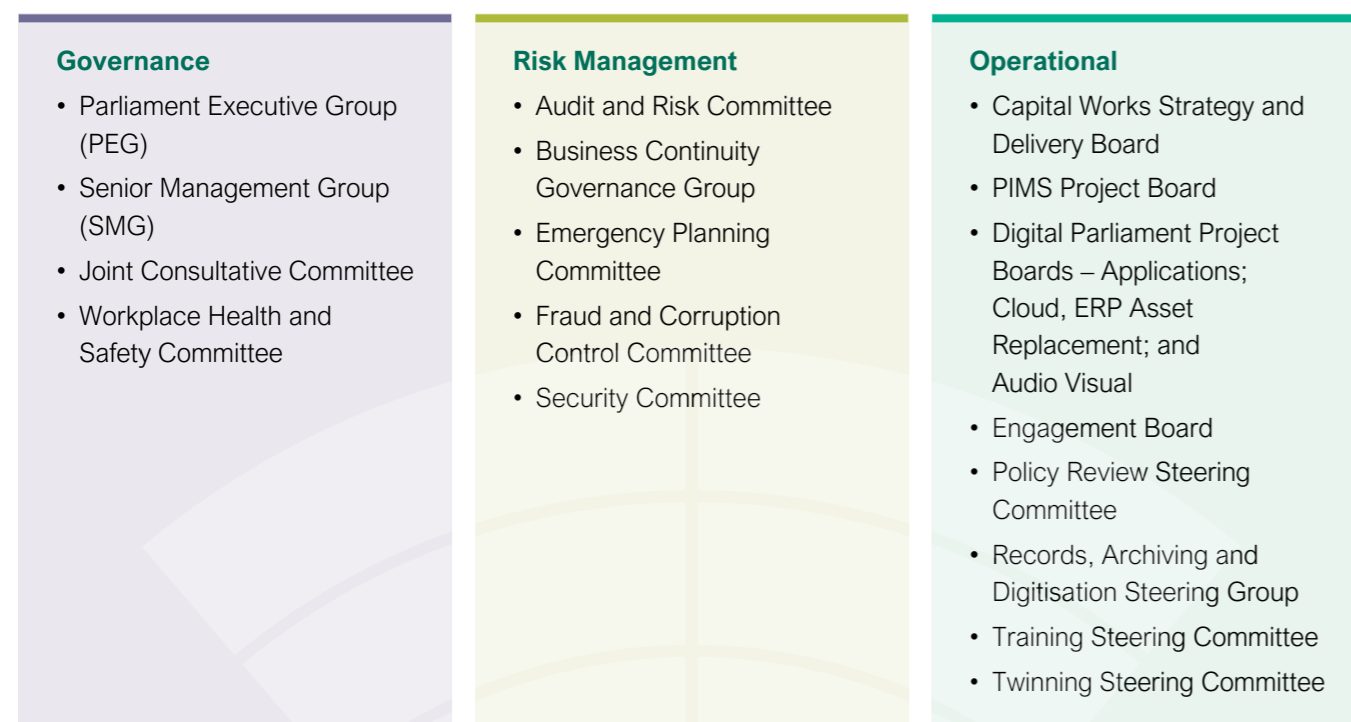 Governance
• Parliament Executive Group
(PEG)
• Senior Management Group
(SMG)
• Joint Consultative Committee
• Workplace Health and
Safety Committee
Risk Management
• Audit and Risk Committee
• Business Continuity
Governance Group
• Emergency Planning
Committee
• Fraud and Corruption
Control Committee
• Security Committee
Operational
• Capital Works Strategy and
Delivery Board
• PIMS Project Board
• Digital Parliament Project
Boards – Applications;
Cloud, ERP Asset
Replacement; and
Audio Visual
• Engagement Board
• Policy Review Steering
Committee
• Records, Archiving and
Digitisation Steering Group
• Training Steering Committee
• Twinning Steering Committee